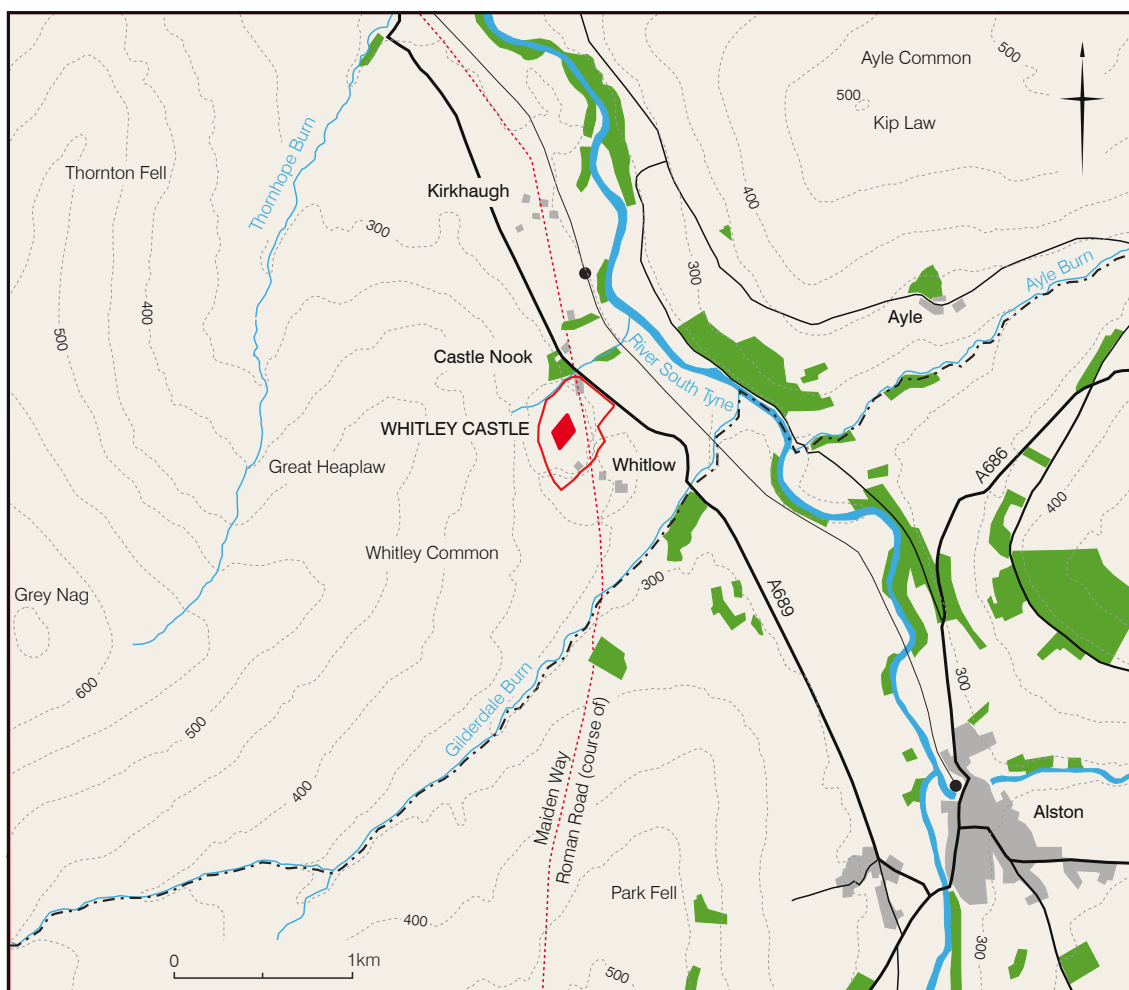 Ayle Common
500
500
Kip Law
Thornton Fell
Thornhope Burn
Kirkhaugh
400
300
300
Ayle Burn
400
500
Ayle
River South Tyne
Castle Nook
WHITLEY CASTLE
Great Heaplaw
Whitlow
A686
400
Whitley Common
300
A689
Grey Nag
600
500
Gilderdale Burn
300
400
Maiden Way
Roman Road (course of)
Alston
Park Fell
400
300
500
0 1km